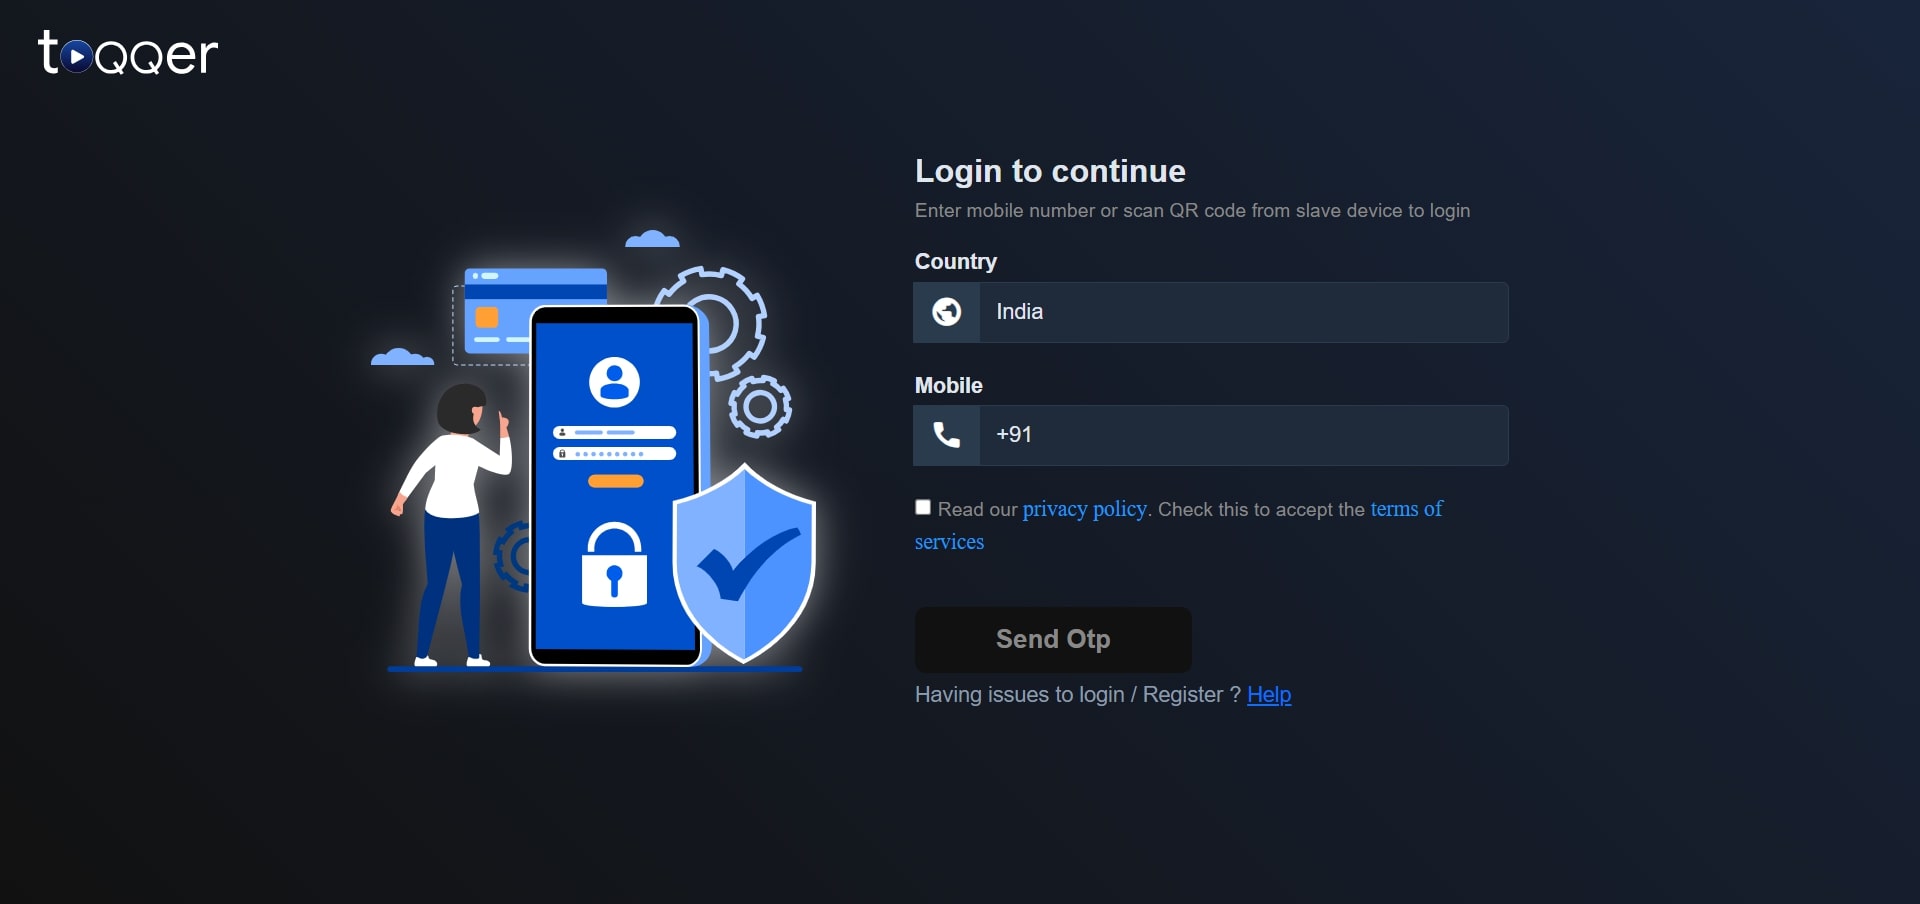 toqqer
Login to continue
Enter mobile number or scan QR code from slave device to login
Country
India
Mobile
+91
Read our privacy policy. Check this to accept the terms of
services
Send Otp
Having issues to login / Register ? Help